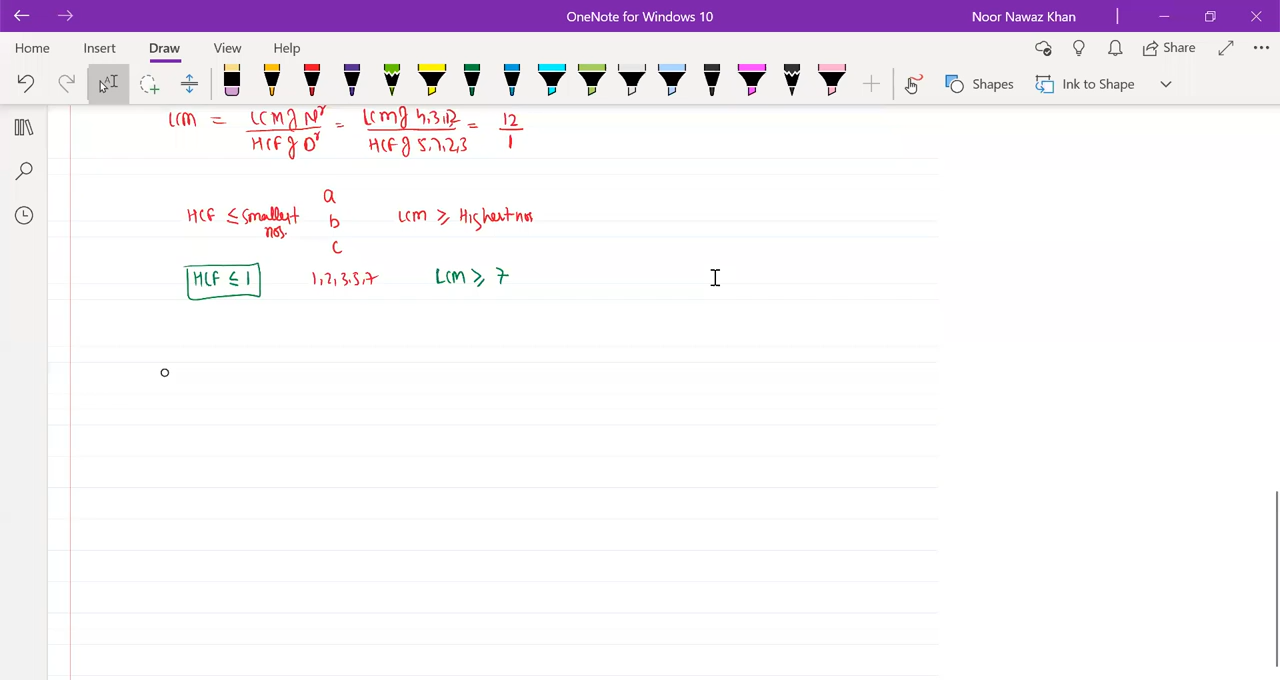 OneNote for Windows 10
Noor Nawaz Khan
Home Insert Draw View Help
Share
Shapes
Ink to Shape
LCM = LCM of Nr / HCF of Dr = LCM of 4,3,12 / HCF of 5,7,2,3 = 12 / 1
a
HCF ≤ smallest nos. b LCM ≥ Highest nos
c
HCF ≤ 1 1,2,3,5,7 LCM ≥ 7